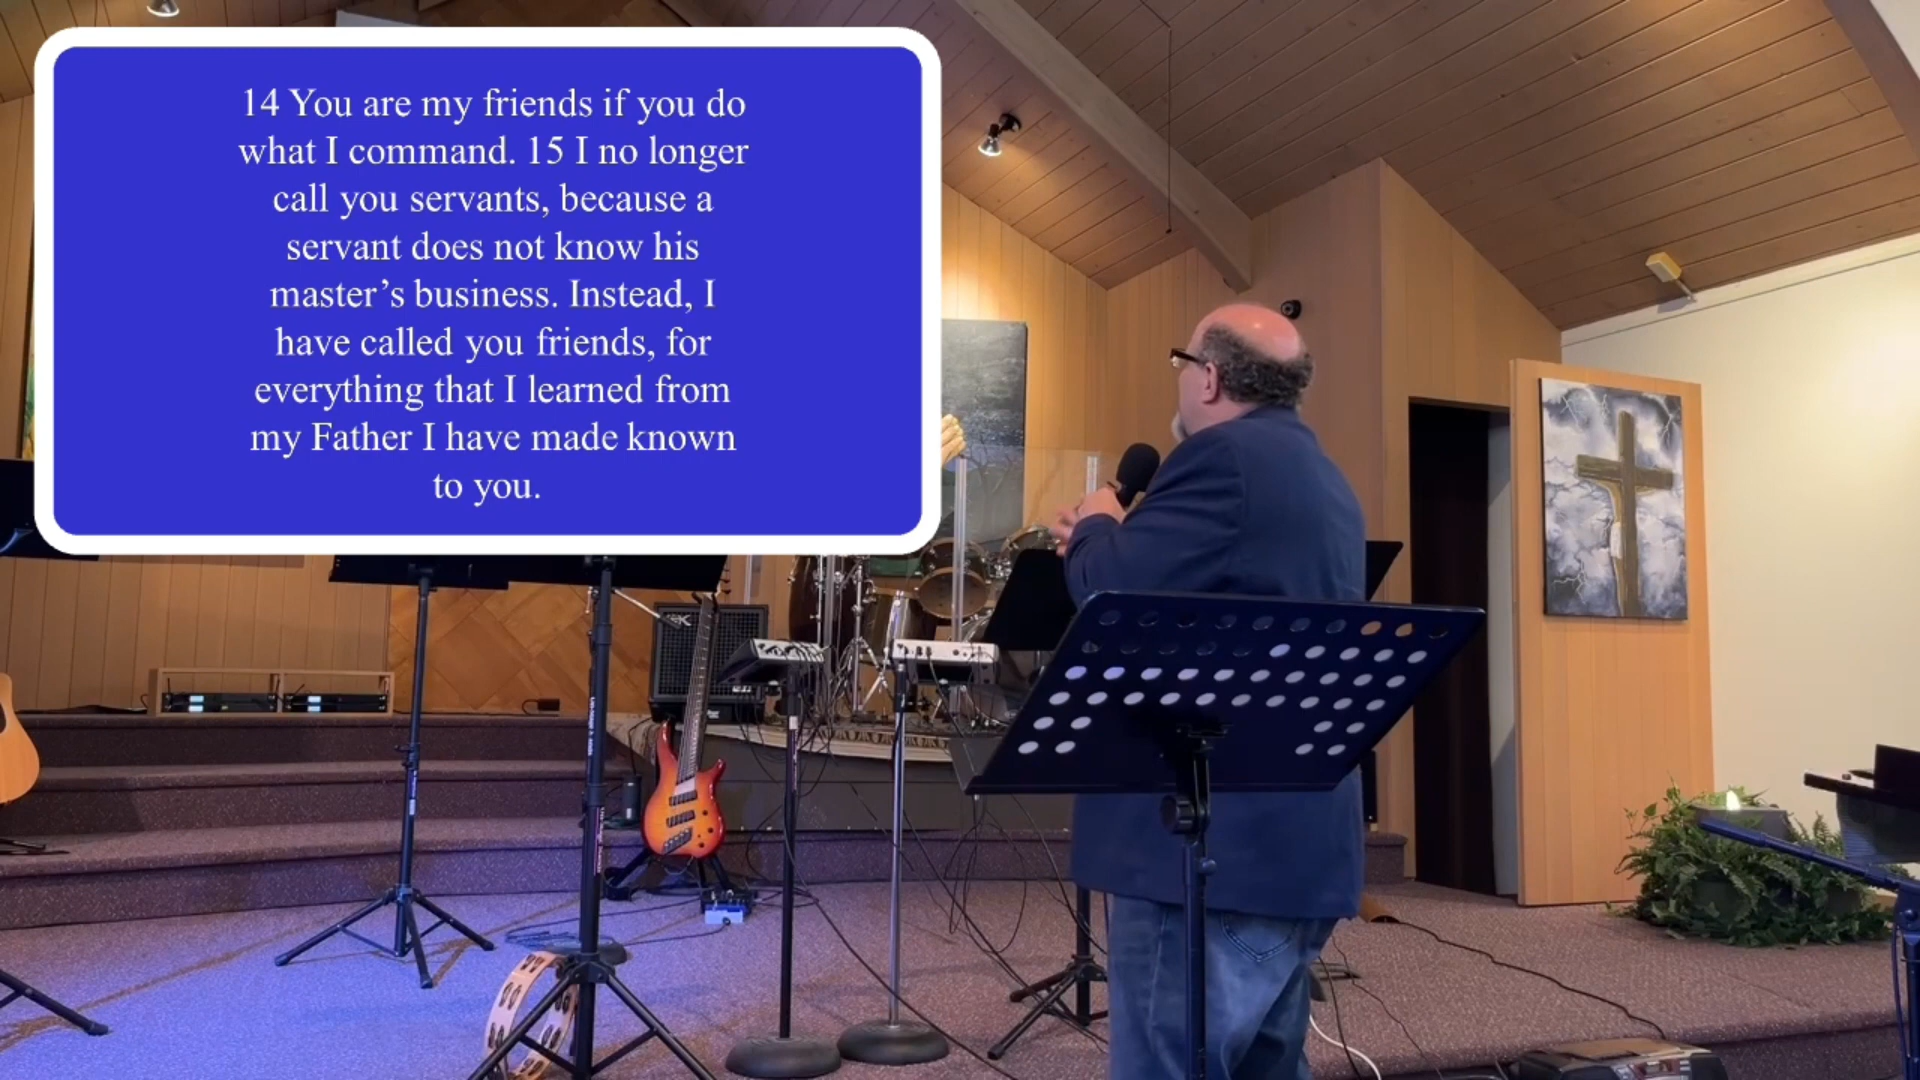 14 You are my friends if you do
what I command. 15 I no longer
call you servants, because a
servant does not know his
master’s business. Instead, I
have called you friends, for
everything that I learned from
my Father I have made known
to you.